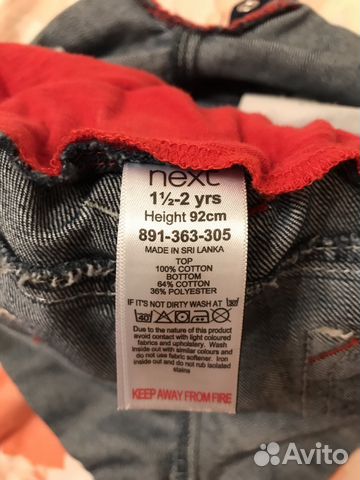 next
1½-2 yrs
Height 92cm
891-363-305
MADE IN SRI LANKA
TOP
100% COTTON
BOTTOM
64% COTTON
36% POLYESTER
IF IT'S NOT DIRTY WASH AT 30
40
Due to the nature of this product
avoid contact with light coloured
fabrics and upholstery. Wash
inside out with similar colours and
do not use fabric softener. Iron
inside out and do not rub isolated
stains
KEEP AWAY FROM FIRE
Avito